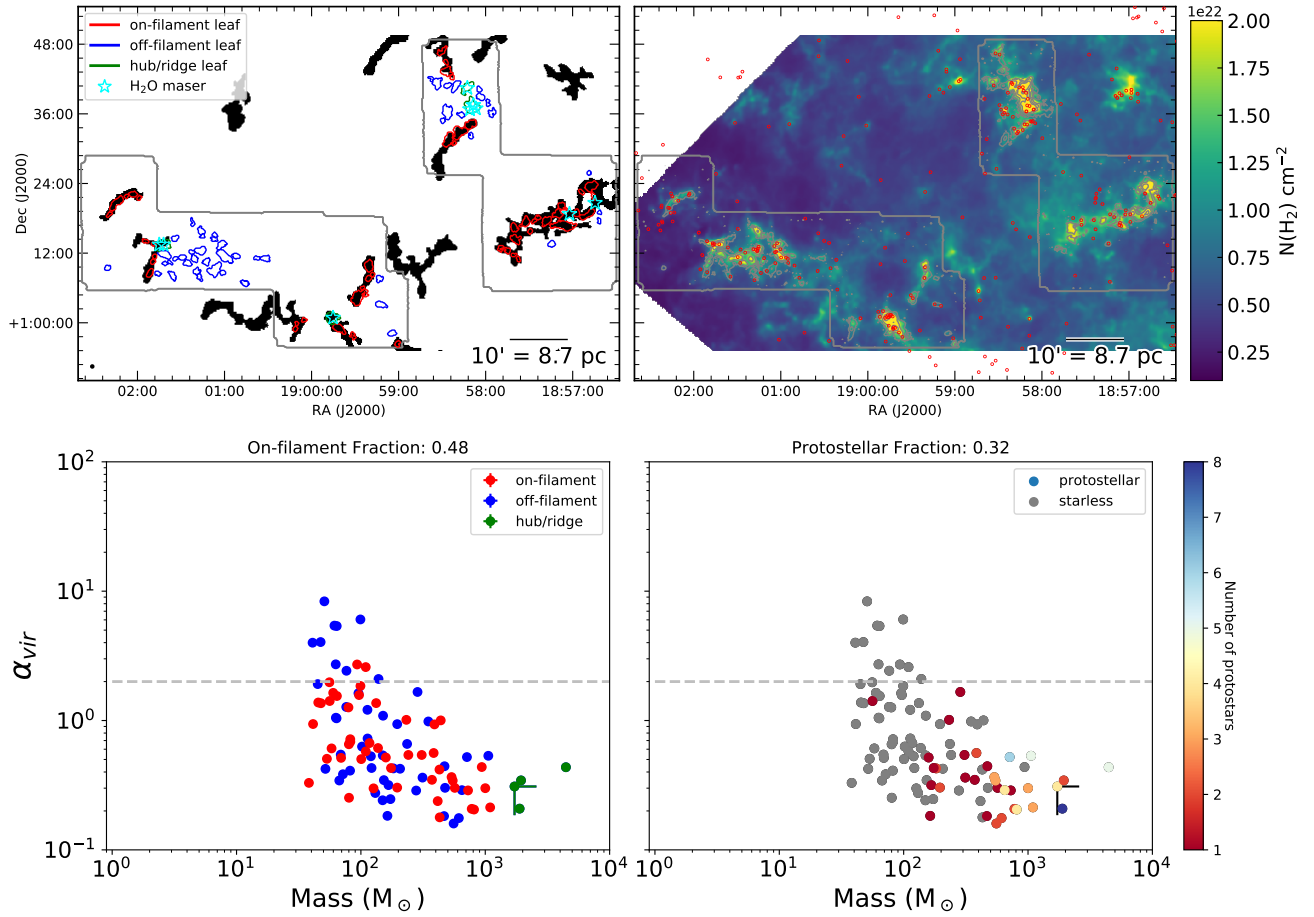 on-filament leaf
off-filament leaf
hub/ridge leaf
H₂O maser
48:00
36:00
24:00
12:00
+1:00:00
Dec (J2000)
10' = 8.7 pc
02:00
01:00
19:00:00
59:00
58:00
18:57:00
RA (J2000)
10' = 8.7 pc
02:00
01:00
19:00:00
59:00
58:00
18:57:00
RA (J2000)
1e22
2.00
1.75
1.50
1.25
1.00
0.75
0.50
0.25
N(H₂) cm⁻²
On-filament Fraction: 0.48
on-filament
off-filament
hub/ridge
10²
10¹
10⁰
10⁻¹
α_vir
10⁰
10¹
10²
10³
10⁴
Mass (M⊙)
Protostellar Fraction: 0.32
protostellar
starless
10⁰
10¹
10²
10³
10⁴
Mass (M⊙)
8
7
6
5
4
3
2
1
Number of protostars